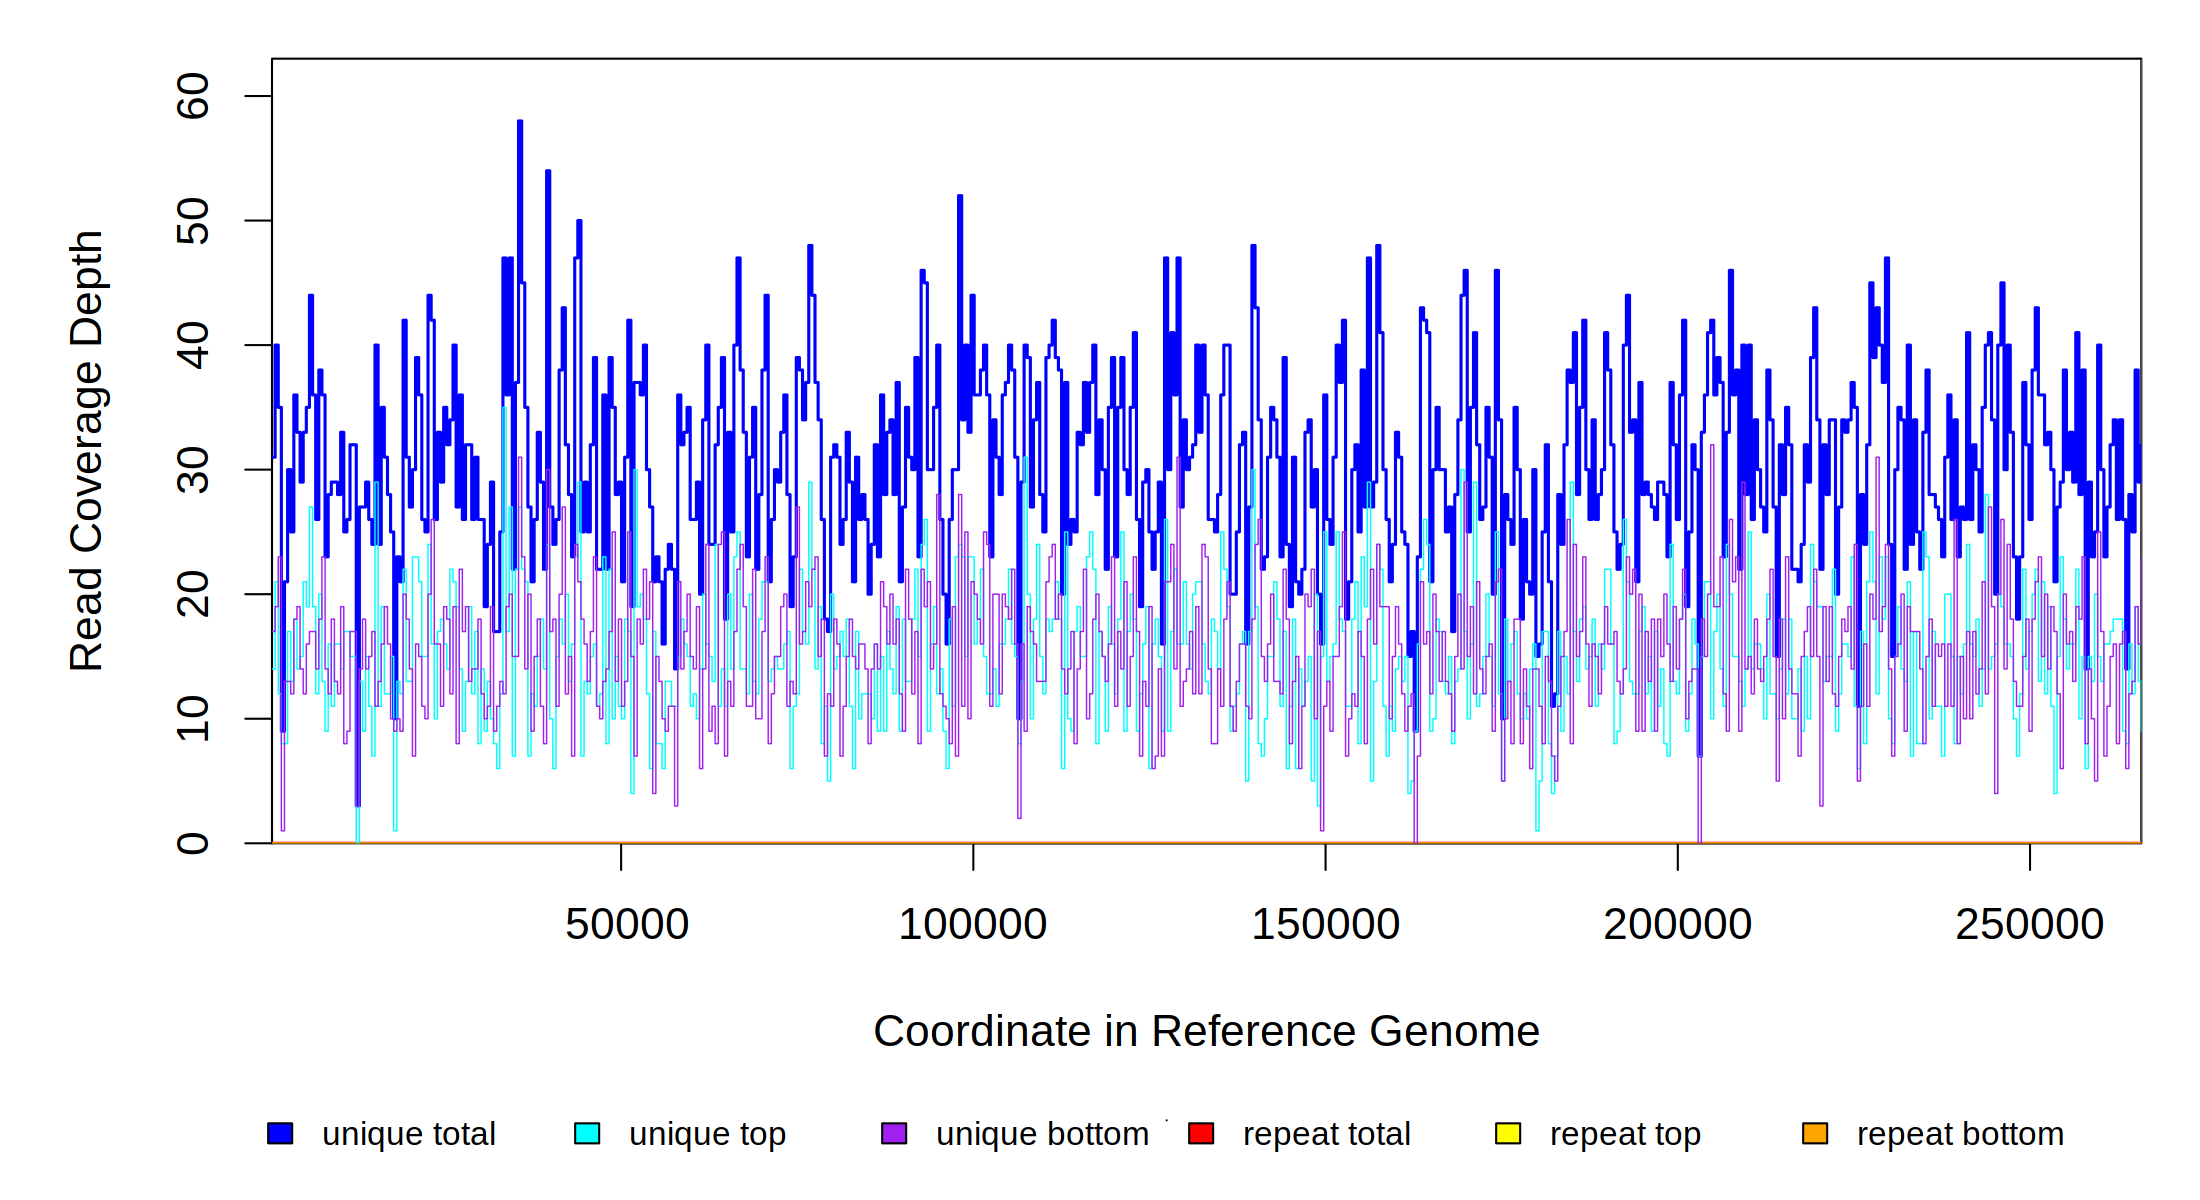 60
50
40
30
20
10
0
Read Coverage Depth
50000 100000 150000 200000 250000
Coordinate in Reference Genome
unique total unique top unique bottom repeat total repeat top repeat bottom